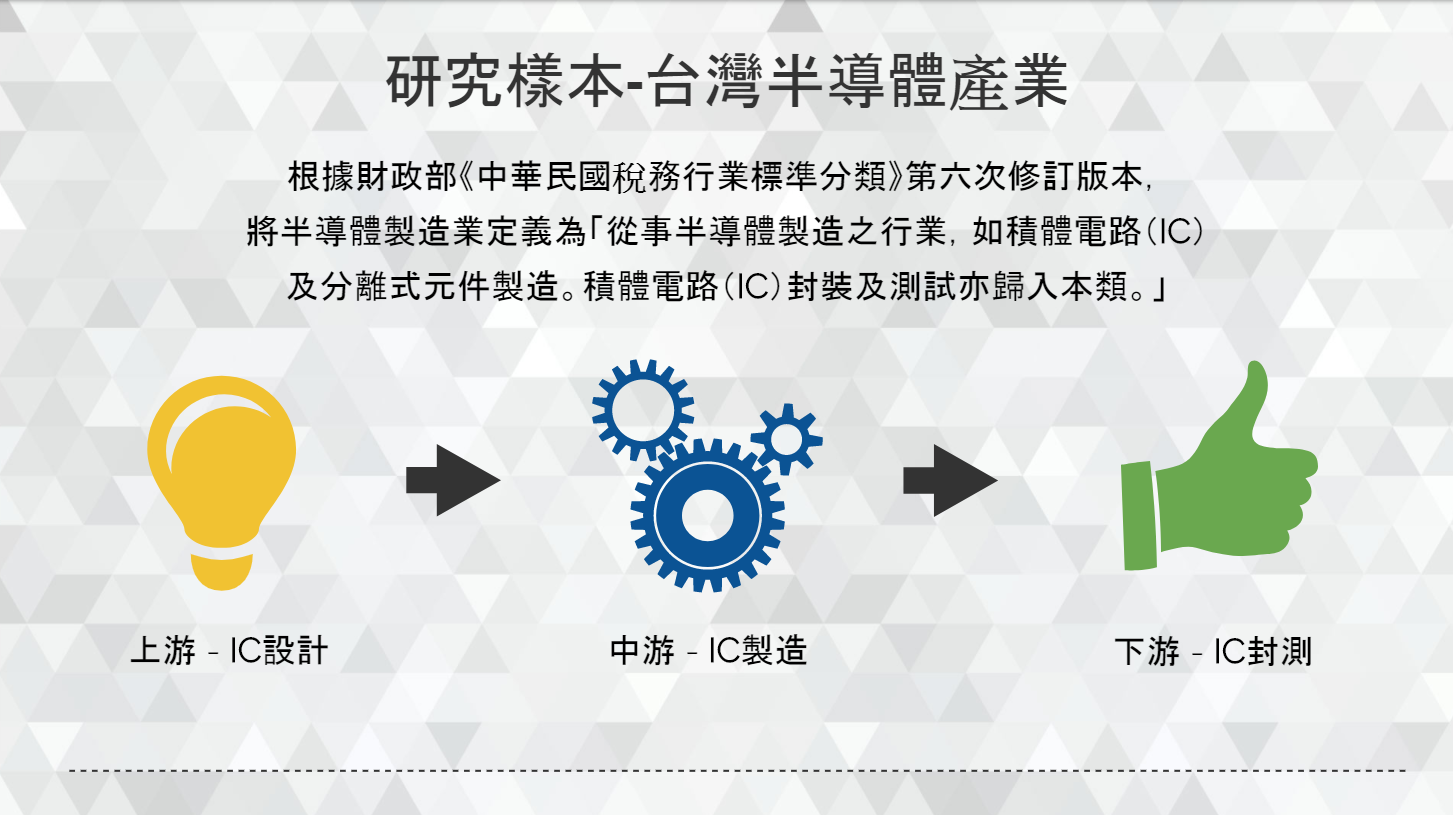 研究樣本-台灣半導體產業
根據財政部《中華民國稅務行業標準分類》第六次修訂版本，
將半導體製造業定義為「從事半導體製造之行業，如積體電路（IC）
及分離式元件製造。積體電路（IC）封裝及測試亦歸入本類。」
上游 - IC設計
中游 - IC製造
下游 - IC封測